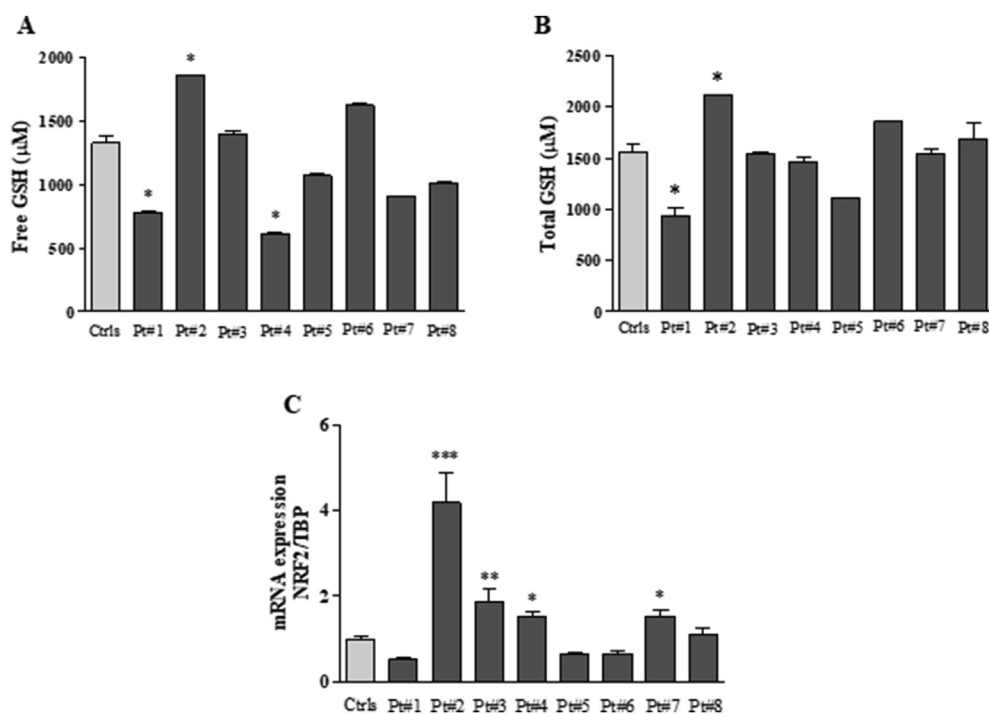 A
Free GSH (μM)
2000
1500
1000
500
0
*
*
*
Ctrls Pt#1 Pt#2 Pt#3 Pt#4 Pt#5 Pt#6 Pt#7 Pt#8
B
Total GSH (μM)
2500
2000
1500
1000
500
0
*
*
Ctrls Pt#1 Pt#2 Pt#3 Pt#4 Pt#5 Pt#6 Pt#7 Pt#8
C
mRNA expression
NRF2/TBP
6
4
2
0
***
**
*
*
Ctrls Pt#1 Pt#2 Pt#3 Pt#4 Pt#5 Pt#6 Pt#7 Pt#8